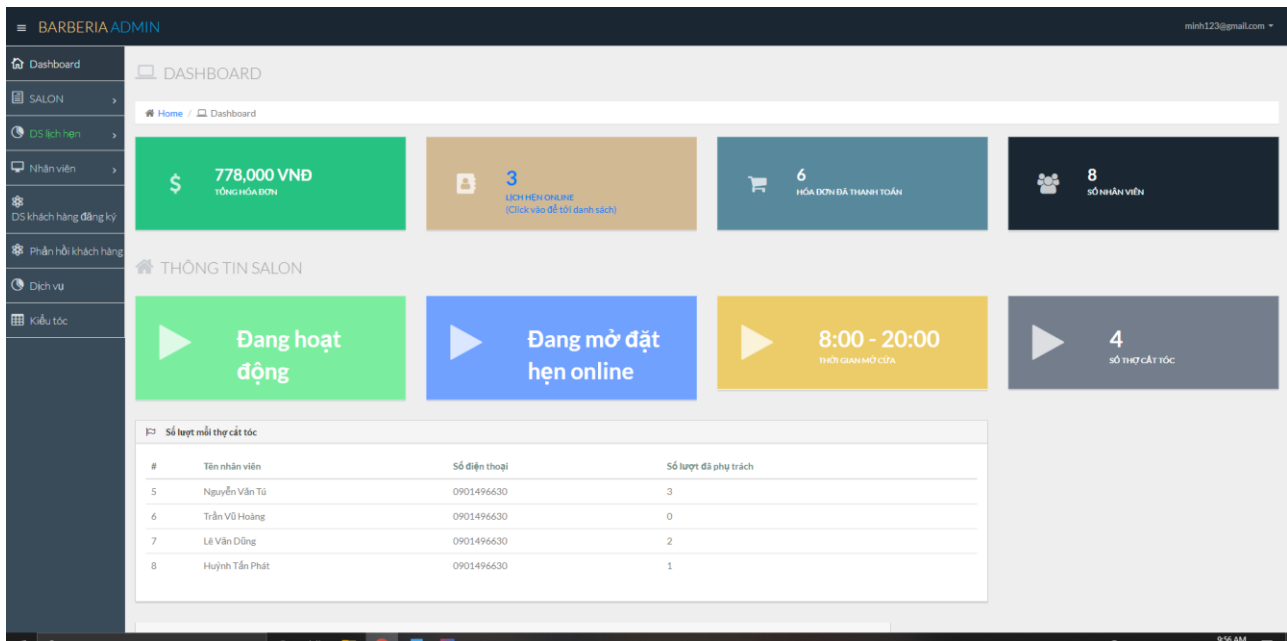 BARBERIA ADMIN
minh123@gmail.com
Dashboard
SALON
DS lịch hẹn
Nhân viên
DS khách hàng đăng ký
Phản hồi khách hàng
Dịch vụ
Kiểu tóc
DASHBOARD
Home / Dashboard
778,000 VNĐ
TỔNG HÓA ĐƠN
3
LỊCH HẸN ONLINE
(Click vào để tới danh sách)
6
HÓA ĐƠN ĐÃ THANH TOÁN
8
SỐ NHÂN VIÊN
THÔNG TIN SALON
Đang hoạt
động
Đang mở đặt
hẹn online
8:00 - 20:00
THỜI GIAN MỞ CỬA
4
SỐ THỢ CẮT TÓC
Số lượt mỗi thợ cắt tóc
# Tên nhân viên Số điện thoại Số lượt đã phụ trách
5 Nguyễn Văn Tú 0901496630 3
6 Trần Vũ Hoàng 0901496630 0
7 Lê Văn Dũng 0901496630 2
8 Huỳnh Tấn Phát 0901496630 1
9:56 AM